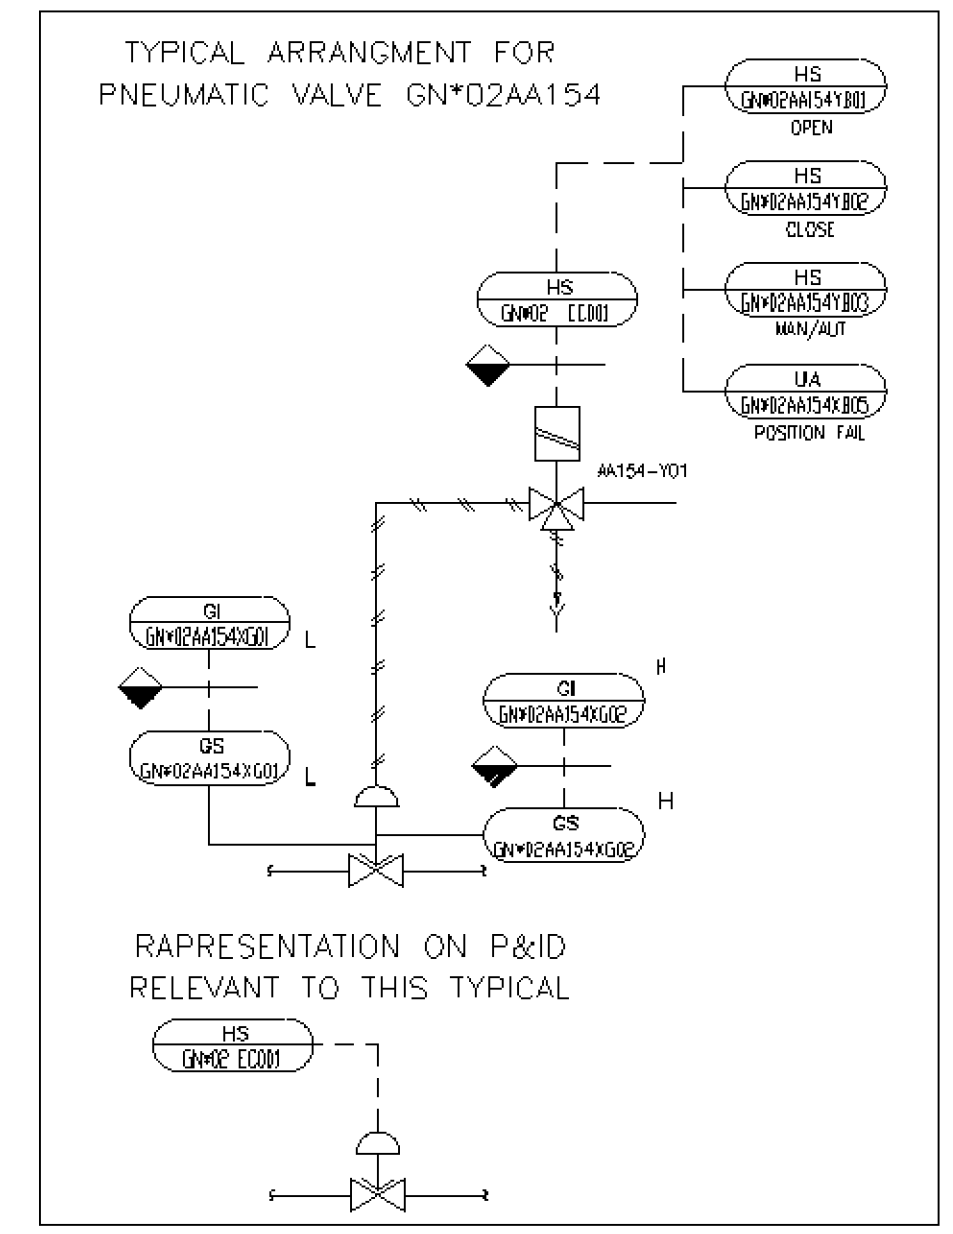 TYPICAL ARRANGMENT FOR
PNEUMATIC VALVE GN*02AA154
HS
GN*02AA154YB01
OPEN
HS
GN*02AA154YB02
CLOSE
HS
GN*02AA154YB03
MAN/AUT
UA
GN*02AA154XB05
POSITION FAIL
HS
GN*02 EC001
AA154-Y01
GI
GN*02AA154XG01
L
GS
GN*02AA154XG01
L
H
GI
GN*02AA154XG02
H
GS
GN*02AA154XG02
RAPRESENTATION ON P&ID
RELEVANT TO THIS TYPICAL
HS
GN*02 EC001